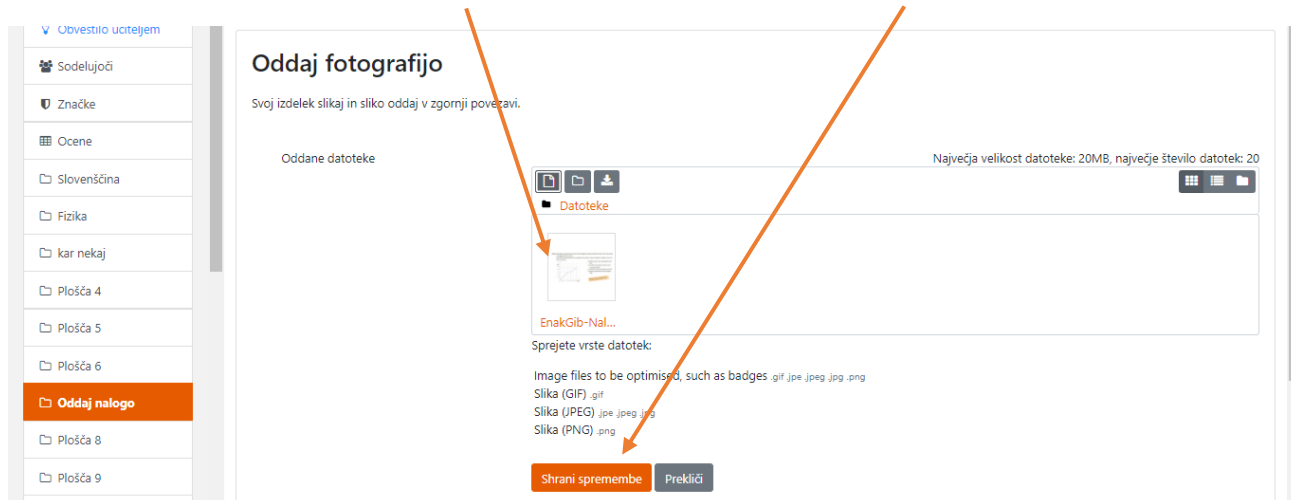 Obvestilo učiteljem
Sodelujoči
Značke
Ocene
Slovenščina
Fizika
kar nekaj
Plošča 4
Plošča 5
Plošča 6
Oddaj nalogo
Plošča 8
Plošča 9
Oddaj fotografijo
Svoj izdelek slikaj in sliko oddaj v zgornji povezavi.
Oddane datoteke
Največja velikost datoteke: 20MB, največje število datotek: 20
Datoteke
EnakGib-Nal...
Sprejete vrste datotek:
Image files to be optimised, such as badges .gif .jpe .jpeg .jpg .png
Slika (GIF) .gif
Slika (JPEG) .jpe .jpeg .jpg
Slika (PNG) .png
Shrani spremembe Prekliči